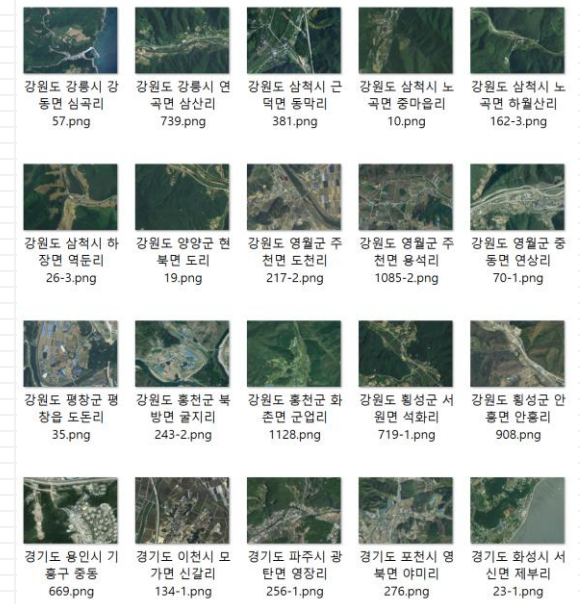 강원도 강릉시 강
동면 심곡리
57.png
강원도 강릉시 연
곡면 삼산리
739.png
강원도 삼척시 근
덕면 동막리
381.png
강원도 삼척시 노
곡면 중마읍리
10.png
강원도 삼척시 노
곡면 하월산리
162-3.png
강원도 삼척시 하
장면 역둔리
26-3.png
강원도 양양군 현
북면 도리
19.png
강원도 영월군 주
천면 도천리
217-2.png
강원도 영월군 주
천면 용석리
1085-2.png
강원도 영월군 중
동면 연상리
70-1.png
강원도 평창군 평
창읍 도돈리
35.png
강원도 홍천군 북
방면 굴지리
243-2.png
강원도 홍천군 화
촌면 군업리
1128.png
강원도 횡성군 서
원면 석화리
719-1.png
강원도 횡성군 안
흥면 안흥리
908.png
경기도 용인시 기
흥구 중동
669.png
경기도 이천시 모
가면 신갈리
134-1.png
경기도 파주시 광
탄면 영장리
256-1.png
경기도 포천시 영
북면 야미리
276.png
경기도 화성시 서
신면 제부리
23-1.png